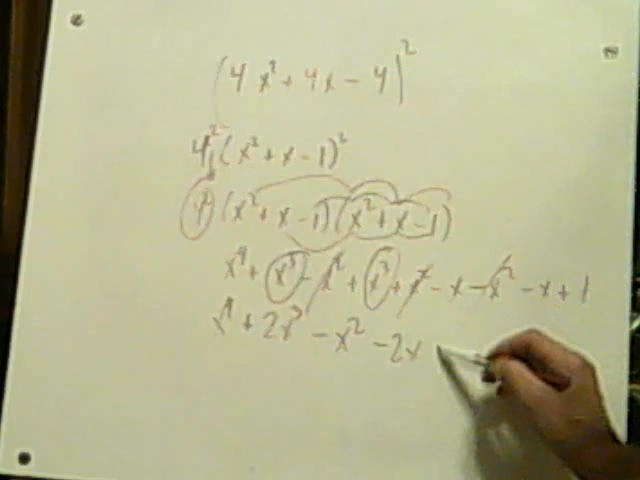 (4x² + 4x - 4)²
4²(x² + x - 1)²
(x² + x - 1)(x² + x - 1)
x⁴ + x³ - x² + x³ + x² - x - x² - x + 1
x⁴ + 2x³ - x² - 2x